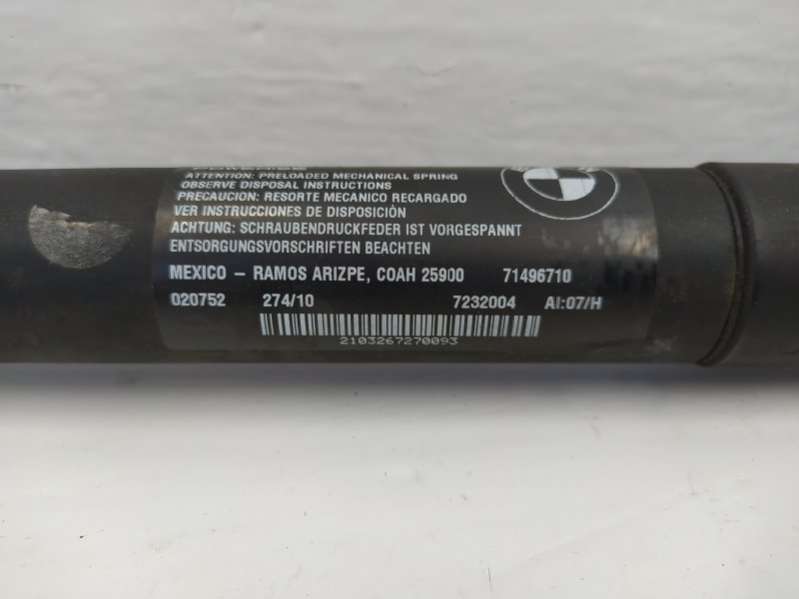 ATTENTION: PRELOADED MECHANICAL SPRING
OBSERVE DISPOSAL INSTRUCTIONS
PRECAUCION: RESORTE MECANICO RECARGADO
VER INSTRUCCIONES DE DISPOSICIÓN
ACHTUNG: SCHRAUBENDRUCKFEDER IST VORGESPANNT
ENTSORGUNGSVORSCHRIFTEN BEACHTEN
MEXICO – RAMOS ARIZPE, COAH 25900 71496710
020752 274/10 7232004 AI:07/H
2103267270093